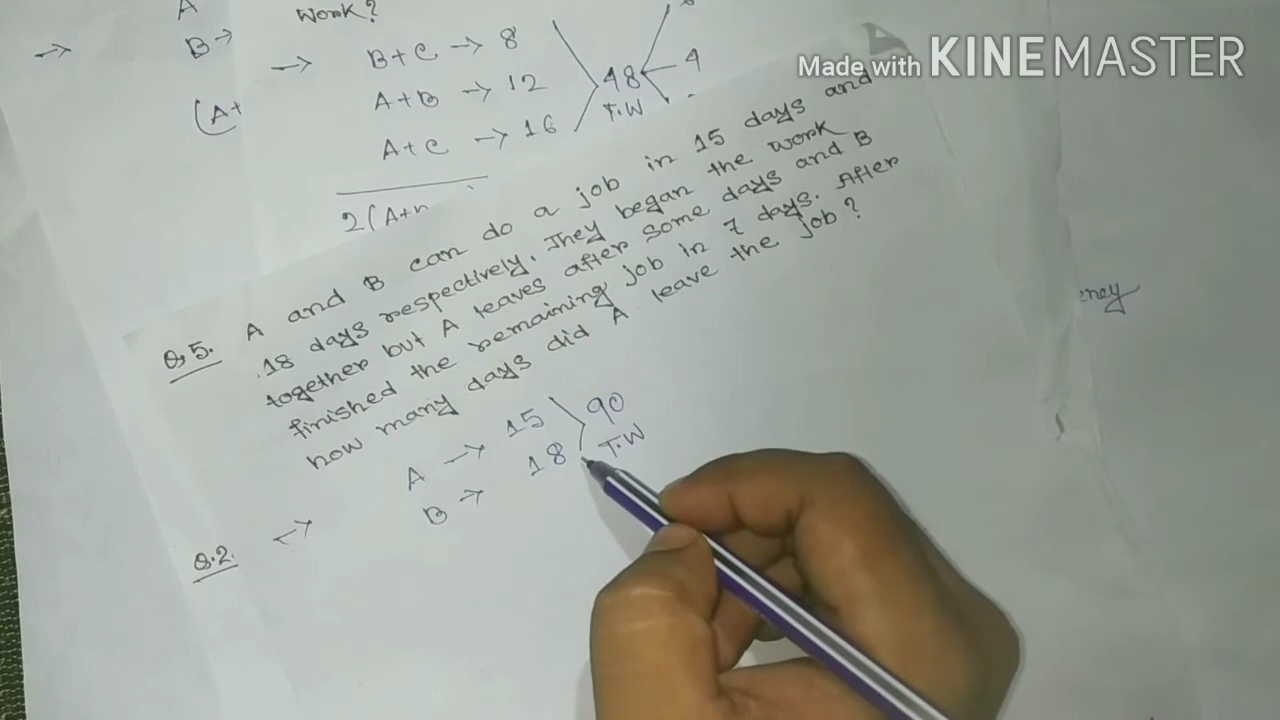 Made with KINEMASTER
A
Work?
→ B →
→ B+C → 8
(A+
A+B → 12
48
4
T.W
A+C → 16
2(A+
Q.5. A and B can do a job in 15 days and
18 days respectively. They began the work
together but A leaves after some days and B
finished the remaining job in 7 days. After
how many days did A leave the job?
A → 15
90
B → 18
T.W
Q.2.